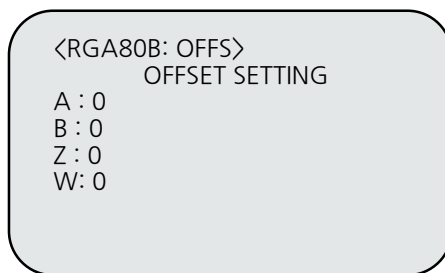 <RGA80B: OFFS>
OFFSET SETTING
A : 0
B : 0
Z : 0
W: 0